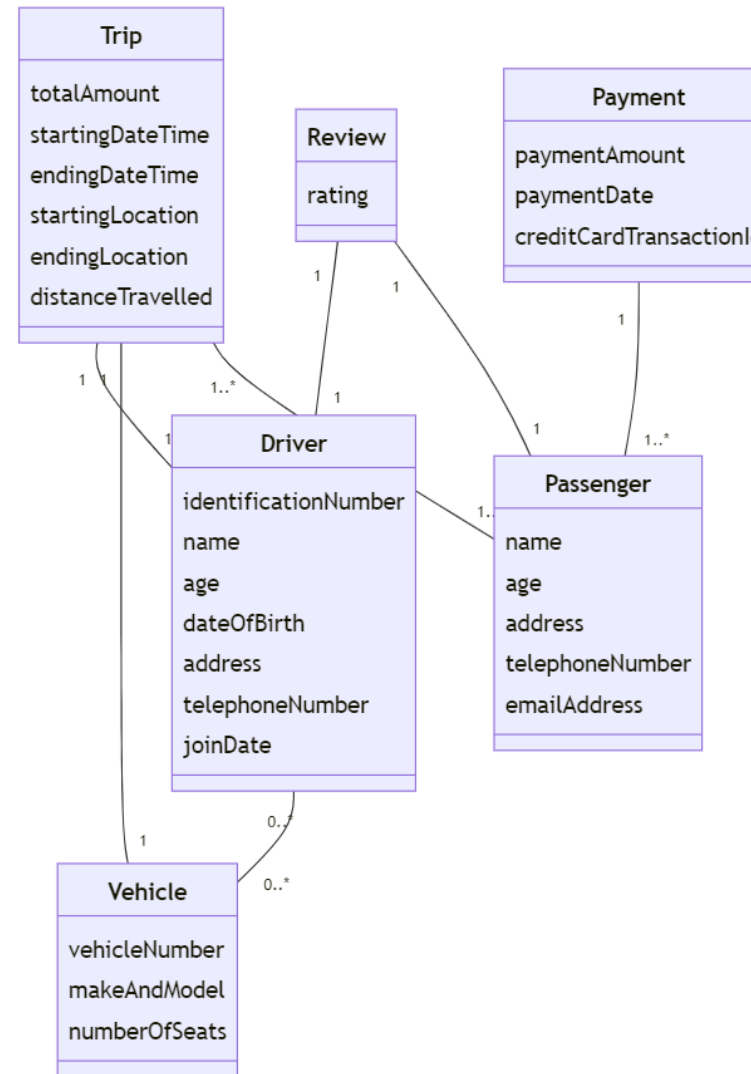 Trip
totalAmount
startingDateTime
endingDateTime
startingLocation
endingLocation
distanceTravelled
Review
rating
Payment
paymentAmount
paymentDate
1
1
1
1
1
1..*
1
1
1
1
1..*
Driver
identificationNumber
name
age
dateOfBirth
address
telephoneNumber
joinDate
Passenger
name
age
address
telephoneNumber
emailAddress
0..*
0..*
1
Vehicle
vehicleNumber
makeAndModel
numberOfSeats